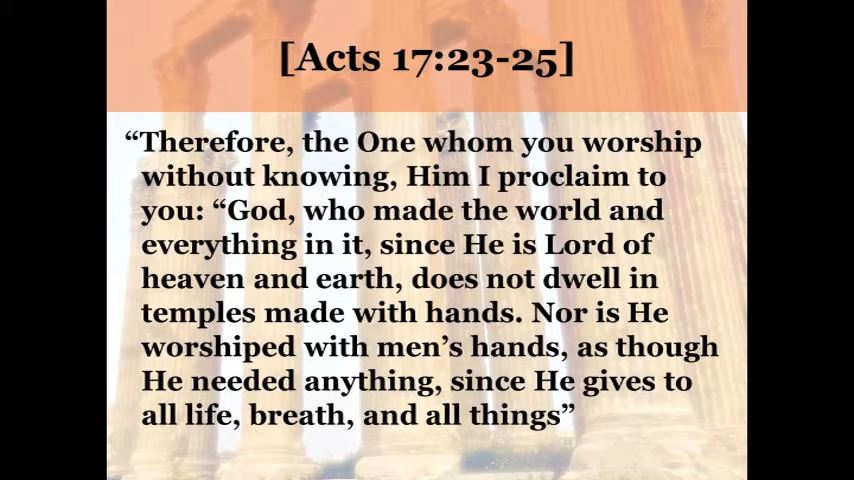 [Acts 17:23-25]
“Therefore, the One whom you worship
without knowing, Him I proclaim to
you: “God, who made the world and
everything in it, since He is Lord of
heaven and earth, does not dwell in
temples made with hands. Nor is He
worshiped with men’s hands, as though
He needed anything, since He gives to
all life, breath, and all things”